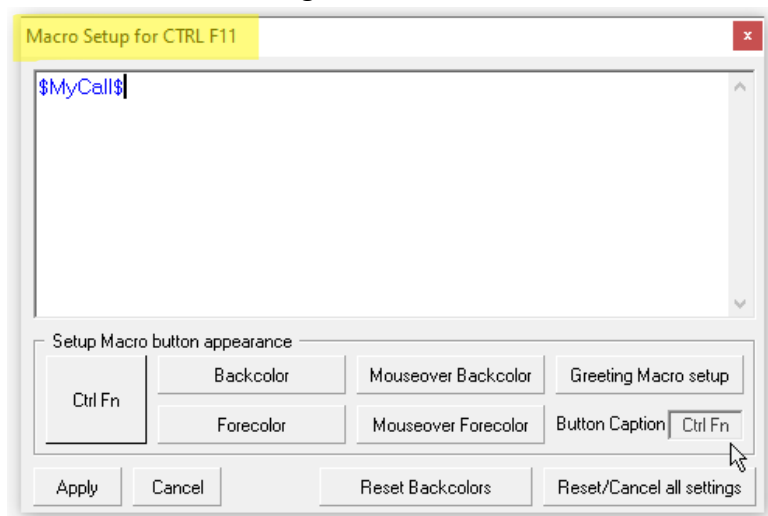 Macro Setup for CTRL F11
x
$MyCall$
Setup Macro button appearance
Ctrl Fn
Backcolor
Mouseover Backcolor
Greeting Macro setup
Forecolor
Mouseover Forecolor
Button Caption
Ctrl Fn
Apply
Cancel
Reset Backcolors
Reset/Cancel all settings